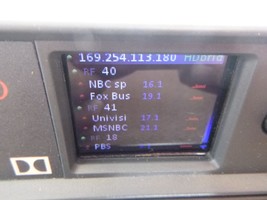 169.254.113.180 HDbrid
RF 40
NBC sp 16.1
Fox Bus 19.1
RF 41
Univisi 17.1
MSNBC 21.1
RF 18
PBS